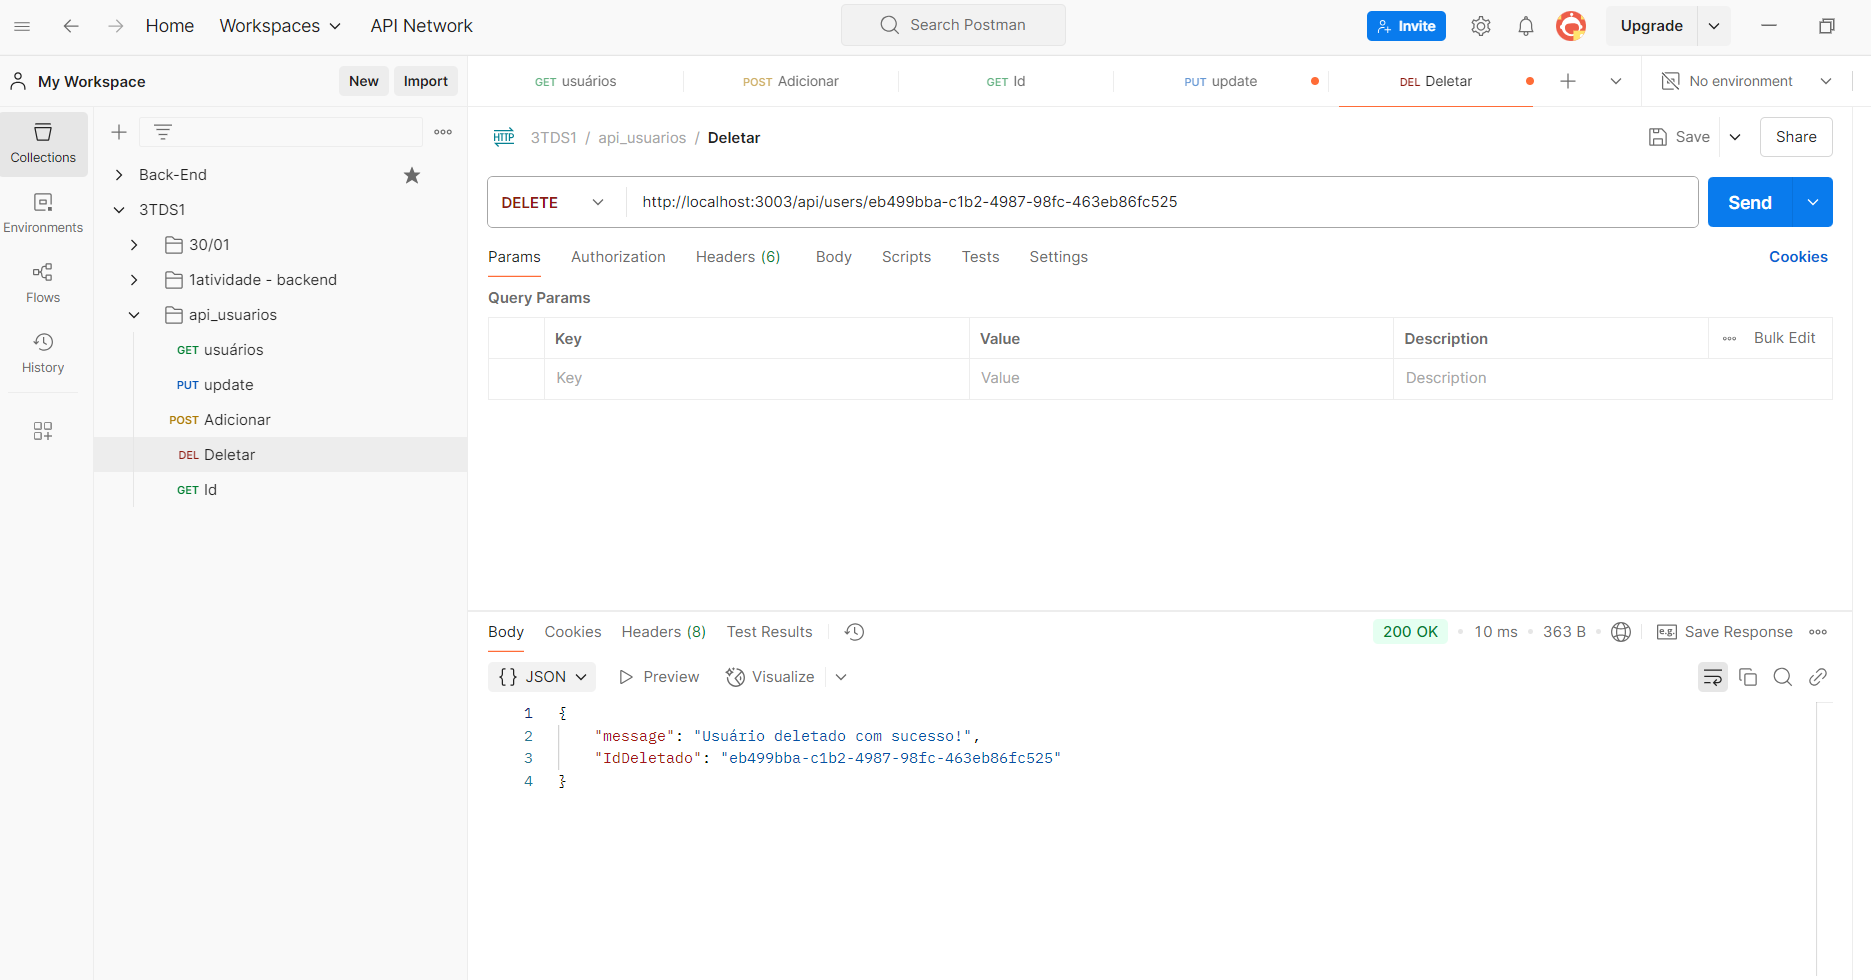 Home Workspaces API Network Search Postman Invite Upgrade
My Workspace New Import
GET usuários POST Adicionar GET Id PUT update DEL Deletar No environment
Collections
Environments
Flows
History
Back-End
3TDS1
30/01
1atividade - backend
api_usuarios
GET usuários
PUT update
POST Adicionar
DEL Deletar
GET Id
HTTP 3TDS1 / api_usuarios / Deletar Save Share
DELETE http://localhost:3003/api/users/eb499bba-c1b2-4987-98fc-463eb86fc525 Send
Params Authorization Headers (6) Body Scripts Tests Settings Cookies
Query Params
Key Value Description Bulk Edit
Key Value Description
Body Cookies Headers (8) Test Results 200 OK 10 ms 363 B e.g. Save Response
{} JSON Preview Visualize
1 {
2 "message": "Usuário deletado com sucesso!",
3 "IdDeletado": "eb499bba-c1b2-4987-98fc-463eb86fc525"
4 }